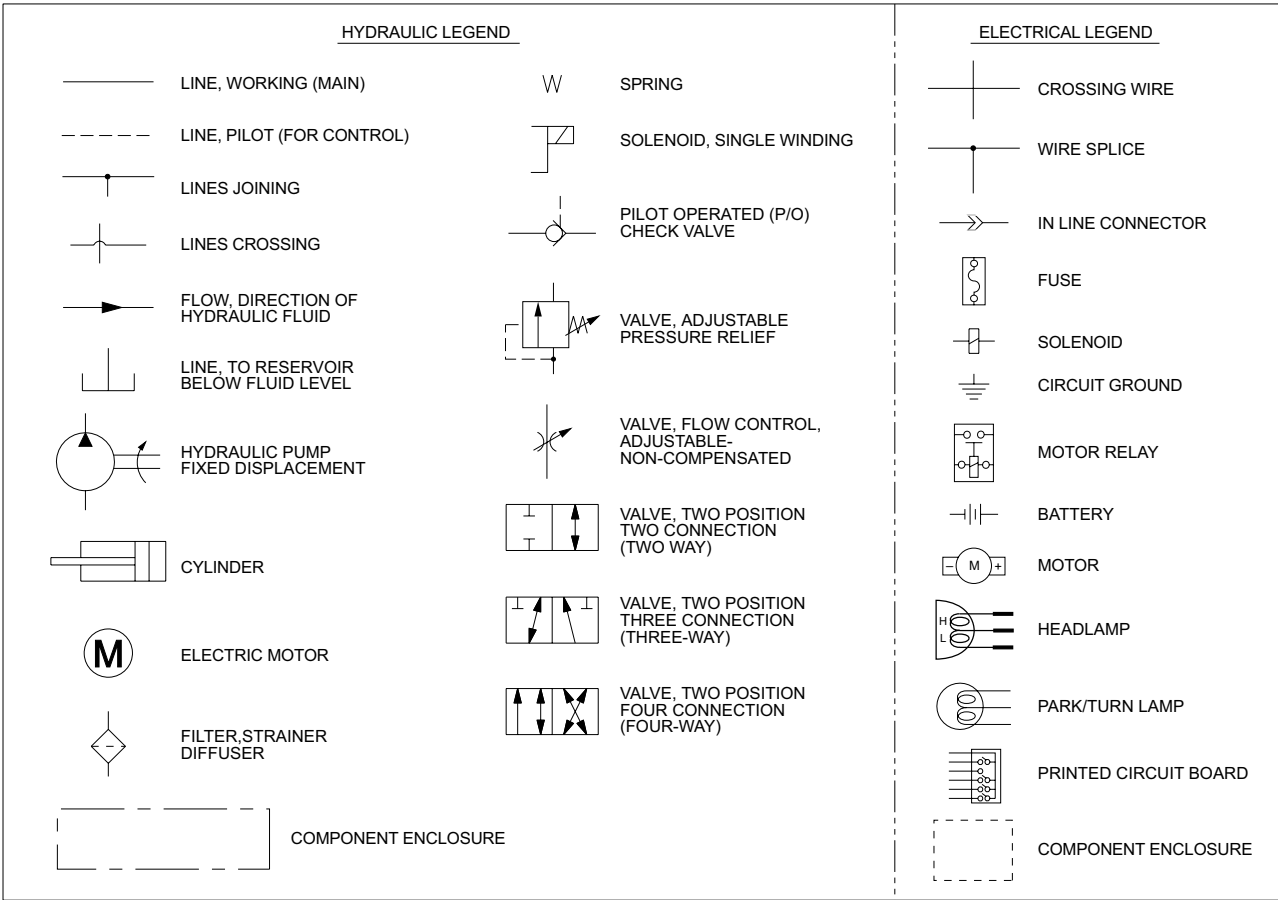 HYDRAULIC LEGEND
LINE, WORKING (MAIN)
LINE, PILOT (FOR CONTROL)
LINES JOINING
LINES CROSSING
FLOW, DIRECTION OF
HYDRAULIC FLUID
LINE, TO RESERVOIR
BELOW FLUID LEVEL
HYDRAULIC PUMP
FIXED DISPLACEMENT
CYLINDER
M
ELECTRIC MOTOR
FILTER,STRAINER
DIFFUSER
COMPONENT ENCLOSURE
SPRING
SOLENOID, SINGLE WINDING
PILOT OPERATED (P/O)
CHECK VALVE
VALVE, ADJUSTABLE
PRESSURE RELIEF
VALVE, FLOW CONTROL,
ADJUSTABLE-
NON-COMPENSATED
VALVE, TWO POSITION
TWO CONNECTION
(TWO WAY)
VALVE, TWO POSITION
THREE CONNECTION
(THREE-WAY)
VALVE, TWO POSITION
FOUR CONNECTION
(FOUR-WAY)
ELECTRICAL LEGEND
CROSSING WIRE
WIRE SPLICE
IN LINE CONNECTOR
FUSE
SOLENOID
CIRCUIT GROUND
MOTOR RELAY
BATTERY
- M +
MOTOR
H
L
HEADLAMP
PARK/TURN LAMP
PRINTED CIRCUIT BOARD
COMPONENT ENCLOSURE